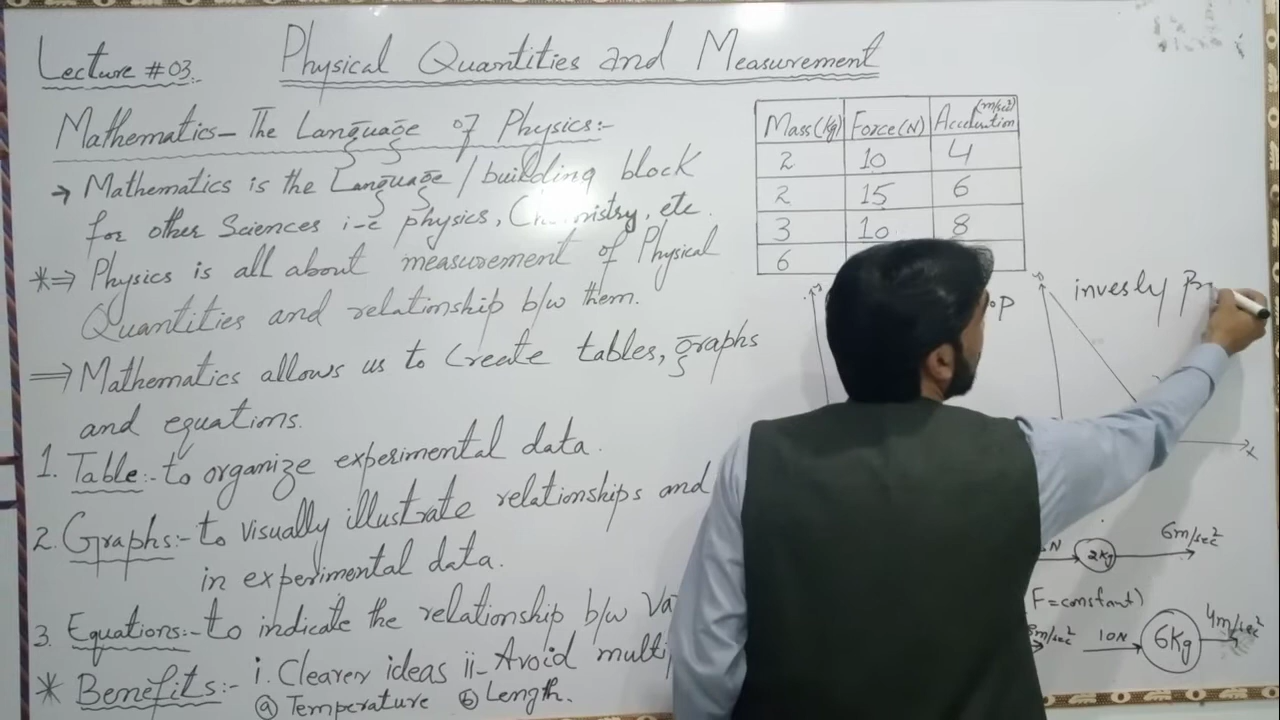 Lecture #03.
Physical Quantities and Measurement
Mathematics - The Language of Physics:-
→ Mathematics is the Language / building block
for other Sciences i-e physics, Chemistry, etc.
*⇒ Physics is all about measurement of Physical
Quantities and relationship b/w them.
⇒ Mathematics allows us to Create tables, graphs
and equations.
1. Table:- to organize experimental data.
2. Graphs:- to visually illustrate relationships and
in experimental data.
3. Equations:- to indicate the relationship b/w Va
* Benefits:- i. Clearer ideas ii- Avoid multi
ⓐ Temperature ⓑ Length.
Mass(kg) Force(N) Acceleration (m/sec²)
2 10 4
2 15 6
3 10 8
6
op
invesly Pr
2kg 6m/sec²
F=constant)
m/sec² 10N 6kg 4m/sec²